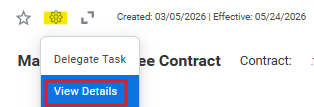 Created: 03/05/2026 | Effective: 05/24/2026
Delegate Task
Ma ee Contract Contract:
View Details